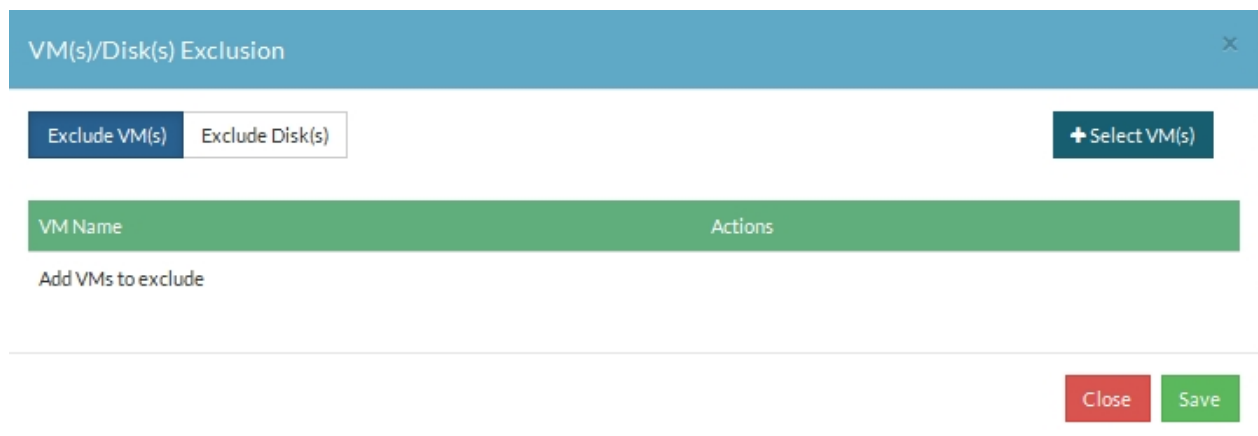 VM(s)/Disk(s) Exclusion ×
Exclude VM(s) Exclude Disk(s) + Select VM(s)
VM Name Actions
Add VMs to exclude
Close Save